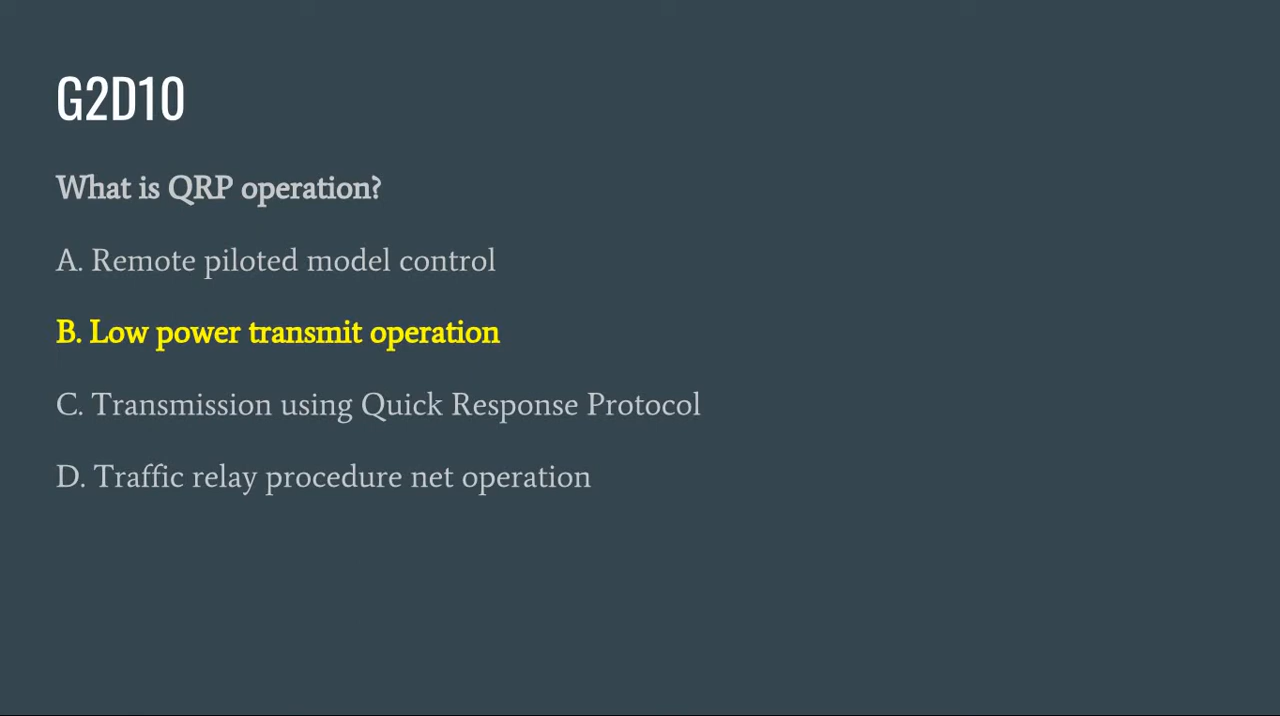 G2D10
What is QRP operation?
A. Remote piloted model control
B. Low power transmit operation
C. Transmission using Quick Response Protocol
D. Traffic relay procedure net operation